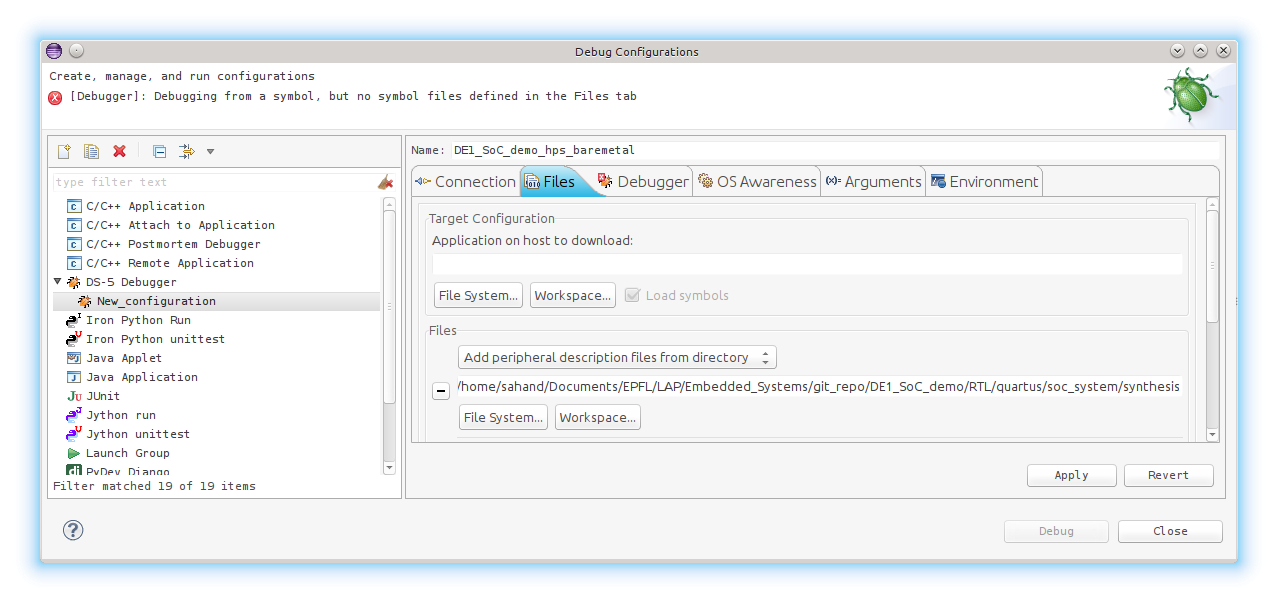 Debug Configurations
Create, manage, and run configurations
[Debugger]: Debugging from a symbol, but no symbol files defined in the Files tab
type filter text
C/C++ Application
C/C++ Attach to Application
C/C++ Postmortem Debugger
C/C++ Remote Application
DS-5 Debugger
New_configuration
Iron Python Run
Iron Python unittest
Java Applet
Java Application
JUnit
Jython run
Jython unittest
Launch Group
PyDev Django
Filter matched 19 of 19 items
Name: DE1_SoC_demo_hps_baremetal
Connection Files Debugger OS Awareness Arguments Environment
Target Configuration
Application on host to download:
File System... Workspace... Load symbols
Files
Add peripheral description files from directory
/home/sahand/Documents/EPFL/LAP/Embedded_Systems/git_repo/DE1_SoC_demo/RTL/quartus/soc_system/synthesis
File System... Workspace...
Apply Revert
Debug Close